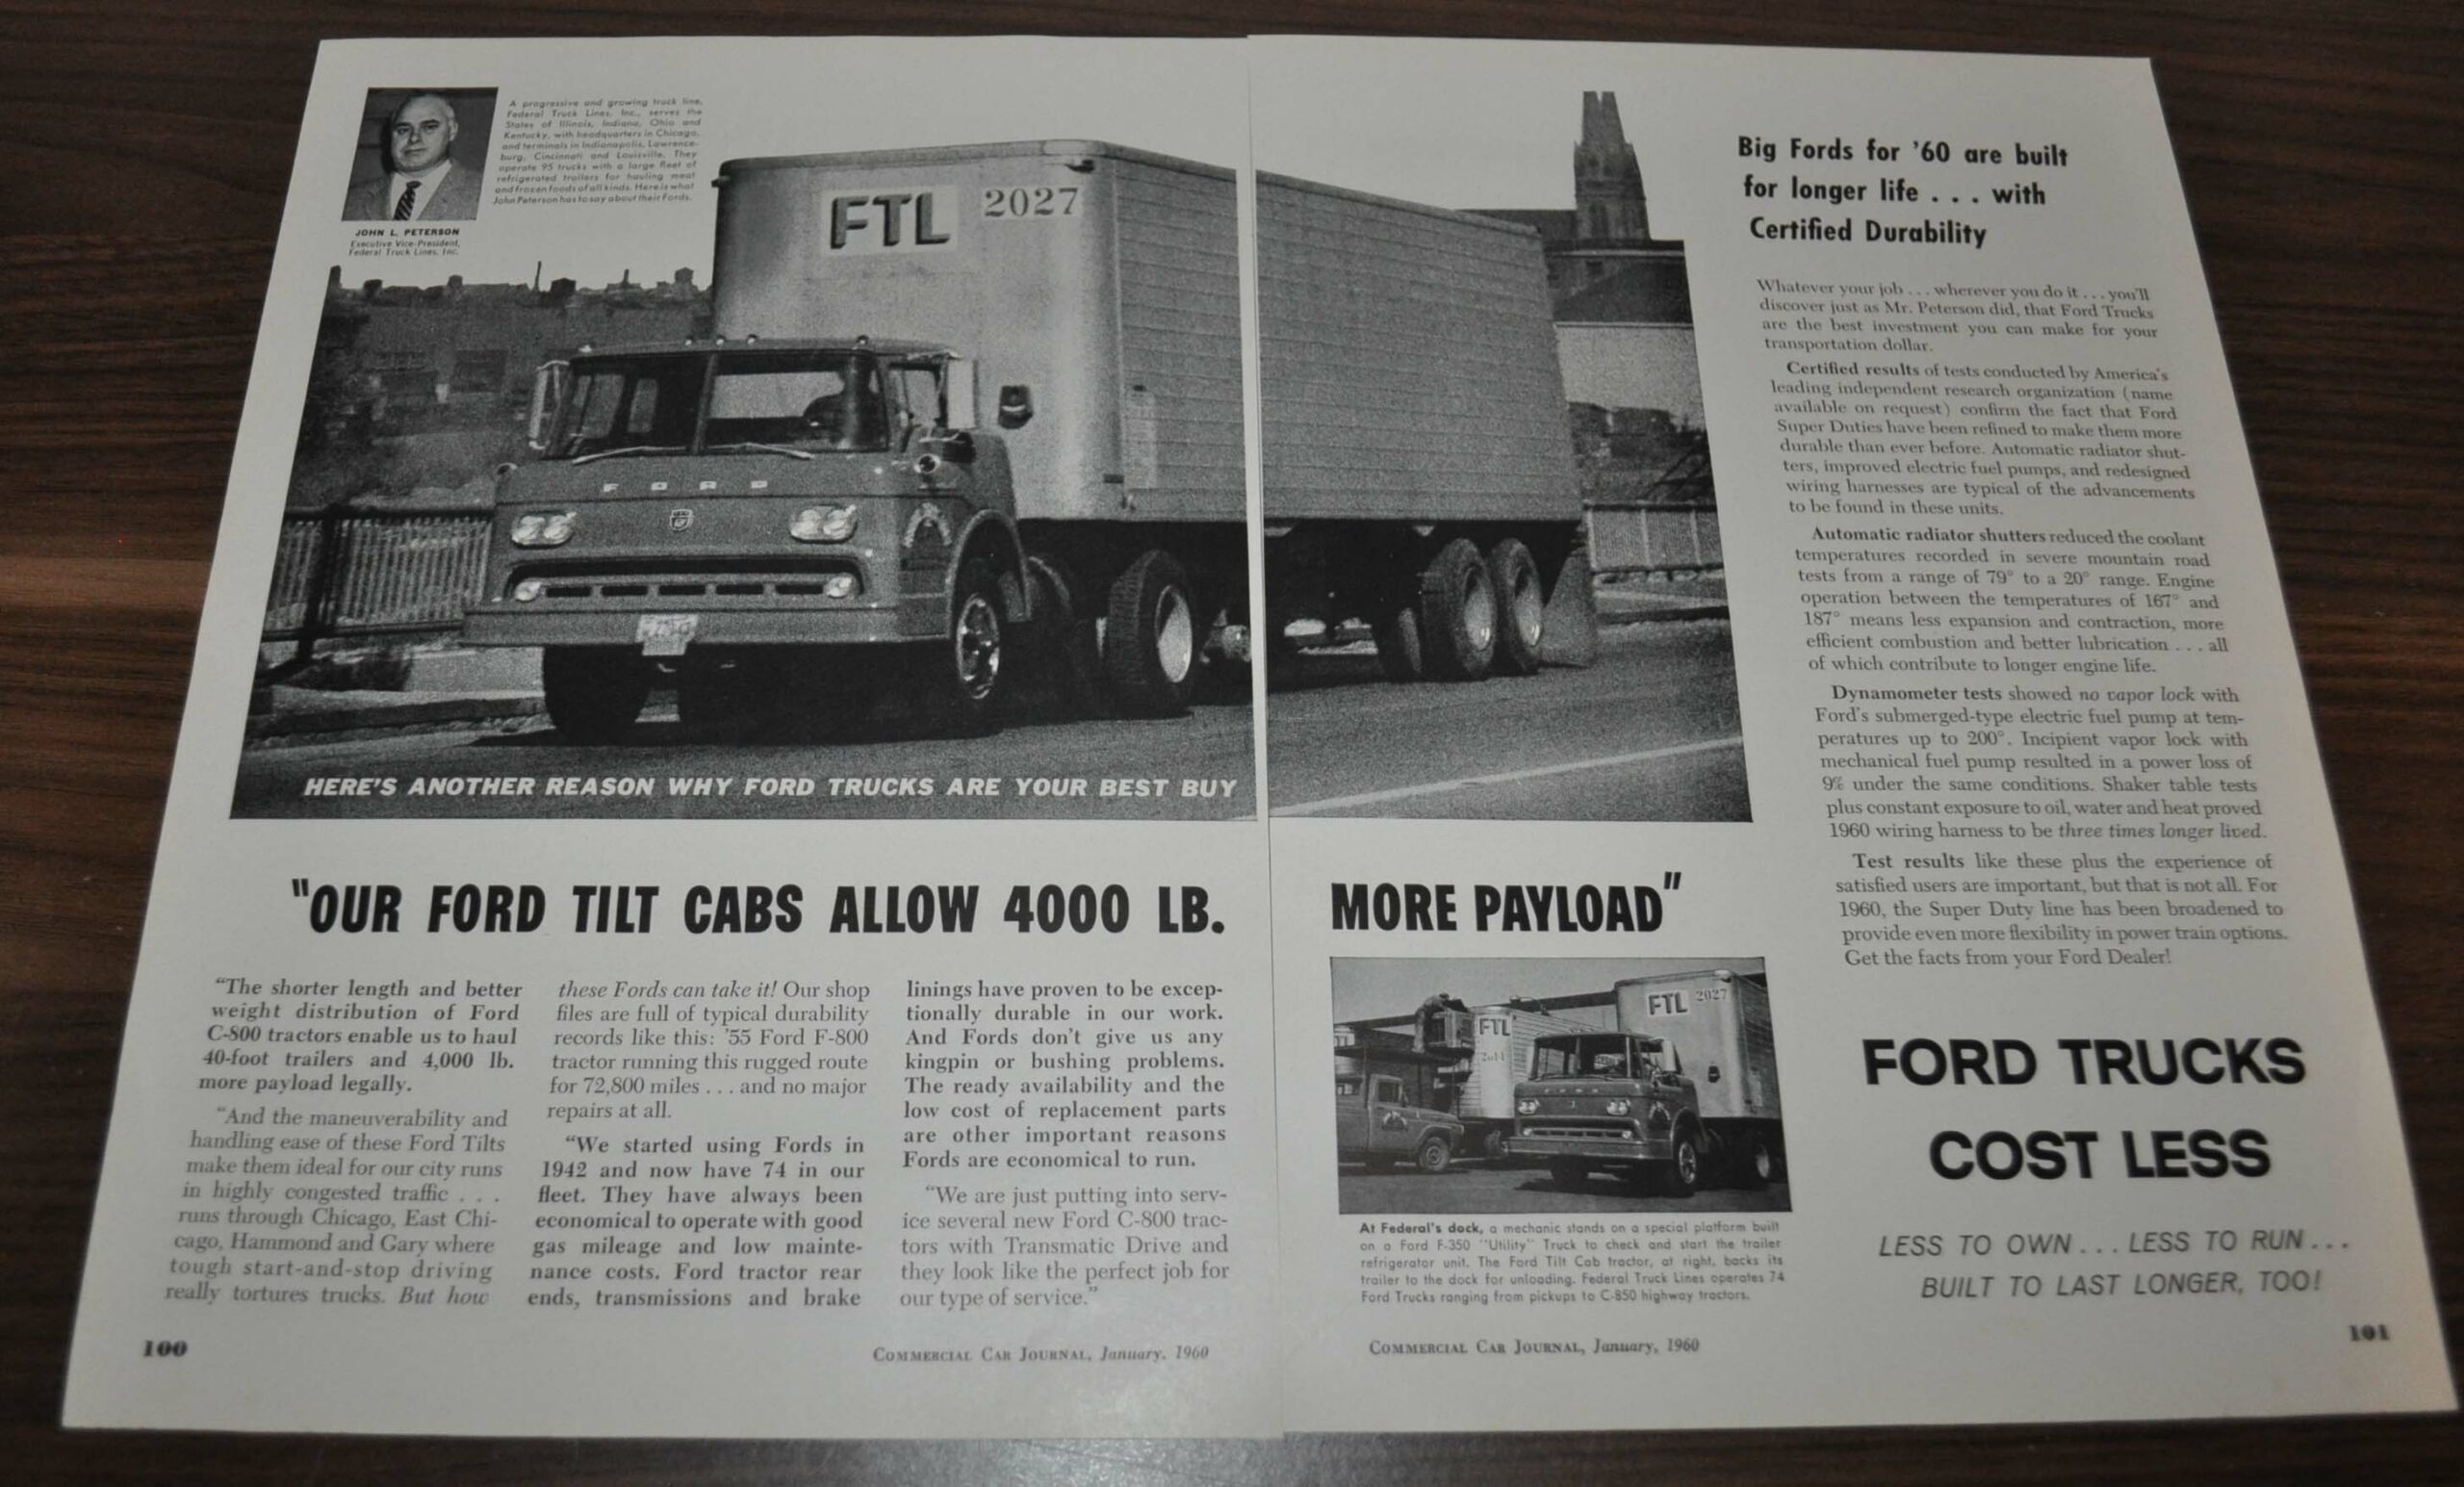 A progressive and growing truck line,
Federal Truck Lines, Inc., serves the
States of Illinois, Indiana, Ohio and
Kentucky, with headquarters in Chicago,
and terminals in Indianapolis, Lawrence-
burg, Cincinnati and Louisville. They
operate 95 trucks with a large fleet of
refrigerated trailers for hauling meat
and frozen foods of all kinds. Here is what
John Peterson has to say about their Fords.
JOHN L. PETERSON
Executive Vice-President,
Federal Truck Lines, Inc.
FTL 2027
FORD
HERE'S ANOTHER REASON WHY FORD TRUCKS ARE YOUR BEST BUY
"OUR FORD TILT CABS ALLOW 4000 LB. MORE PAYLOAD"
"The shorter length and better
weight distribution of Ford
C-800 tractors enable us to haul
40-foot trailers and 4,000 lb.
more payload legally.
"And the maneuverability and
handling ease of these Ford Tilts
make them ideal for our city runs
in highly congested traffic . . .
runs through Chicago, East Chi-
cago, Hammond and Gary where
tough start-and-stop driving
really tortures trucks. But how
these Fords can take it! Our shop
files are full of typical durability
records like this: '55 Ford F-800
tractor running this rugged route
for 72,800 miles . . . and no major
repairs at all.
"We started using Fords in
1942 and now have 74 in our
fleet. They have always been
economical to operate with good
gas mileage and low mainte-
nance costs. Ford tractor rear
ends, transmissions and brake
linings have proven to be excep-
tionally durable in our work.
And Fords don't give us any
kingpin or bushing problems.
The ready availability and the
low cost of replacement parts
are other important reasons
Fords are economical to run.
"We are just putting into serv-
ice several new Ford C-800 trac-
tors with Transmatic Drive and
they look like the perfect job for
our type of service."
100
COMMERCIAL CAR JOURNAL, January, 1960
FTL 2027
FTL
FORD
At Federal's dock, a mechanic stands on a special platform built
on a Ford F-350 "Utility" Truck to check and start the trailer
refrigerator unit. The Ford Tilt Cab tractor, at right, backs its
trailer to the dock for unloading. Federal Truck Lines operates 74
Ford Trucks ranging from pickups to C-850 highway tractors.
COMMERCIAL CAR JOURNAL, January, 1960
Big Fords for '60 are built
for longer life . . . with
Certified Durability
Whatever your job . . . wherever you do it . . . you'll
discover just as Mr. Peterson did, that Ford Trucks
are the best investment you can make for your
transportation dollar.
Certified results of tests conducted by America's
leading independent research organization (name
available on request) confirm the fact that Ford
Super Duties have been refined to make them more
durable than ever before. Automatic radiator shut-
ters, improved electric fuel pumps, and redesigned
wiring harnesses are typical of the advancements
to be found in these units.
Automatic radiator shutters reduced the coolant
temperatures recorded in severe mountain road
tests from a range of 79° to a 20° range. Engine
operation between the temperatures of 167° and
187° means less expansion and contraction, more
efficient combustion and better lubrication . . . all
of which contribute to longer engine life.
Dynamometer tests showed no vapor lock with
Ford's submerged-type electric fuel pump at tem-
peratures up to 200°. Incipient vapor lock with
mechanical fuel pump resulted in a power loss of
9% under the same conditions. Shaker table tests
plus constant exposure to oil, water and heat proved
1960 wiring harness to be three times longer lived.
Test results like these plus the experience of
satisfied users are important, but that is not all. For
1960, the Super Duty line has been broadened to
provide even more flexibility in power train options.
Get the facts from your Ford Dealer!
FORD TRUCKS
COST LESS
LESS TO OWN . . . LESS TO RUN . . .
BUILT TO LAST LONGER, TOO!
101